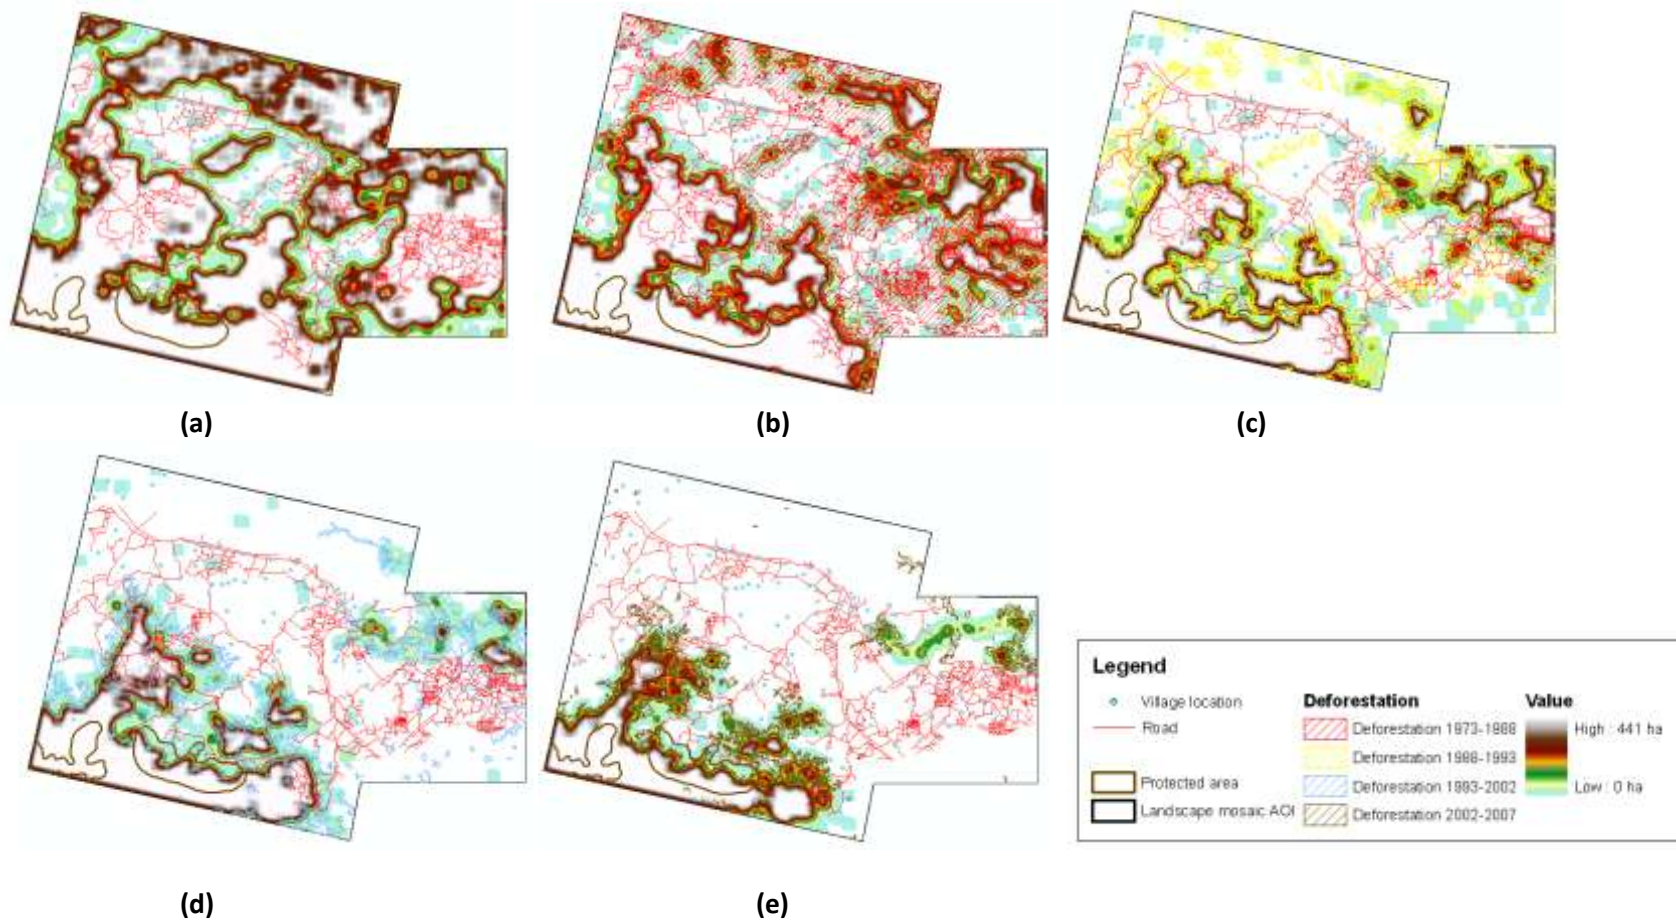 (a)
(b)
(c)
(d)
(e)
Legend
Village location
Road
Protected area
Landscape mosaic AOI
Deforestation
Deforestation 1973-1988
1988-1993
Deforestation 1993-2002
Deforestation 2002-2007
Value
High : 441 ha
Low : 0 ha